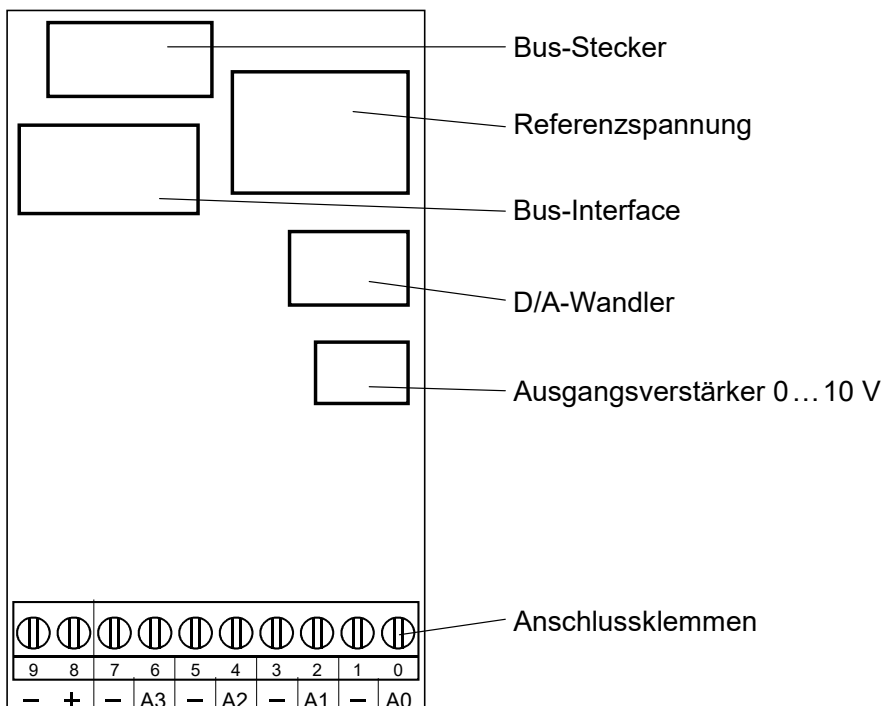 Bus-Stecker
Referenzspannung
Bus-Interface
D/A-Wandler
Ausgangsverstärker 0…10 V
Anschlussklemmen
9 8 7 6 5 4 3 2 1 0
– + – A3 – A2 – A1 – A0